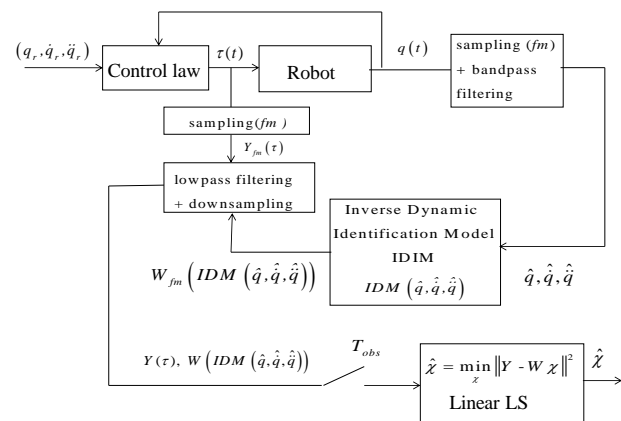 (q_r, q̇_r, q̈_r)
Control law
τ(t)
Robot
q(t)
sampling (fm)
+ bandpass
filtering
sampling(fm)
Y_fm(τ)
lowpass filtering
+ downsampling
Inverse Dynamic
Identification Model
IDIM
IDM (q̂, q̇̂, q̈̂)
W_fm(IDM (q̂, q̇̂, q̈̂))
q̂, q̇̂, q̈̂
Y(τ), W(IDM (q̂, q̇̂, q̈̂))
T_obs
χ̂ = min_χ ‖Y - W χ‖²
Linear LS
χ̂